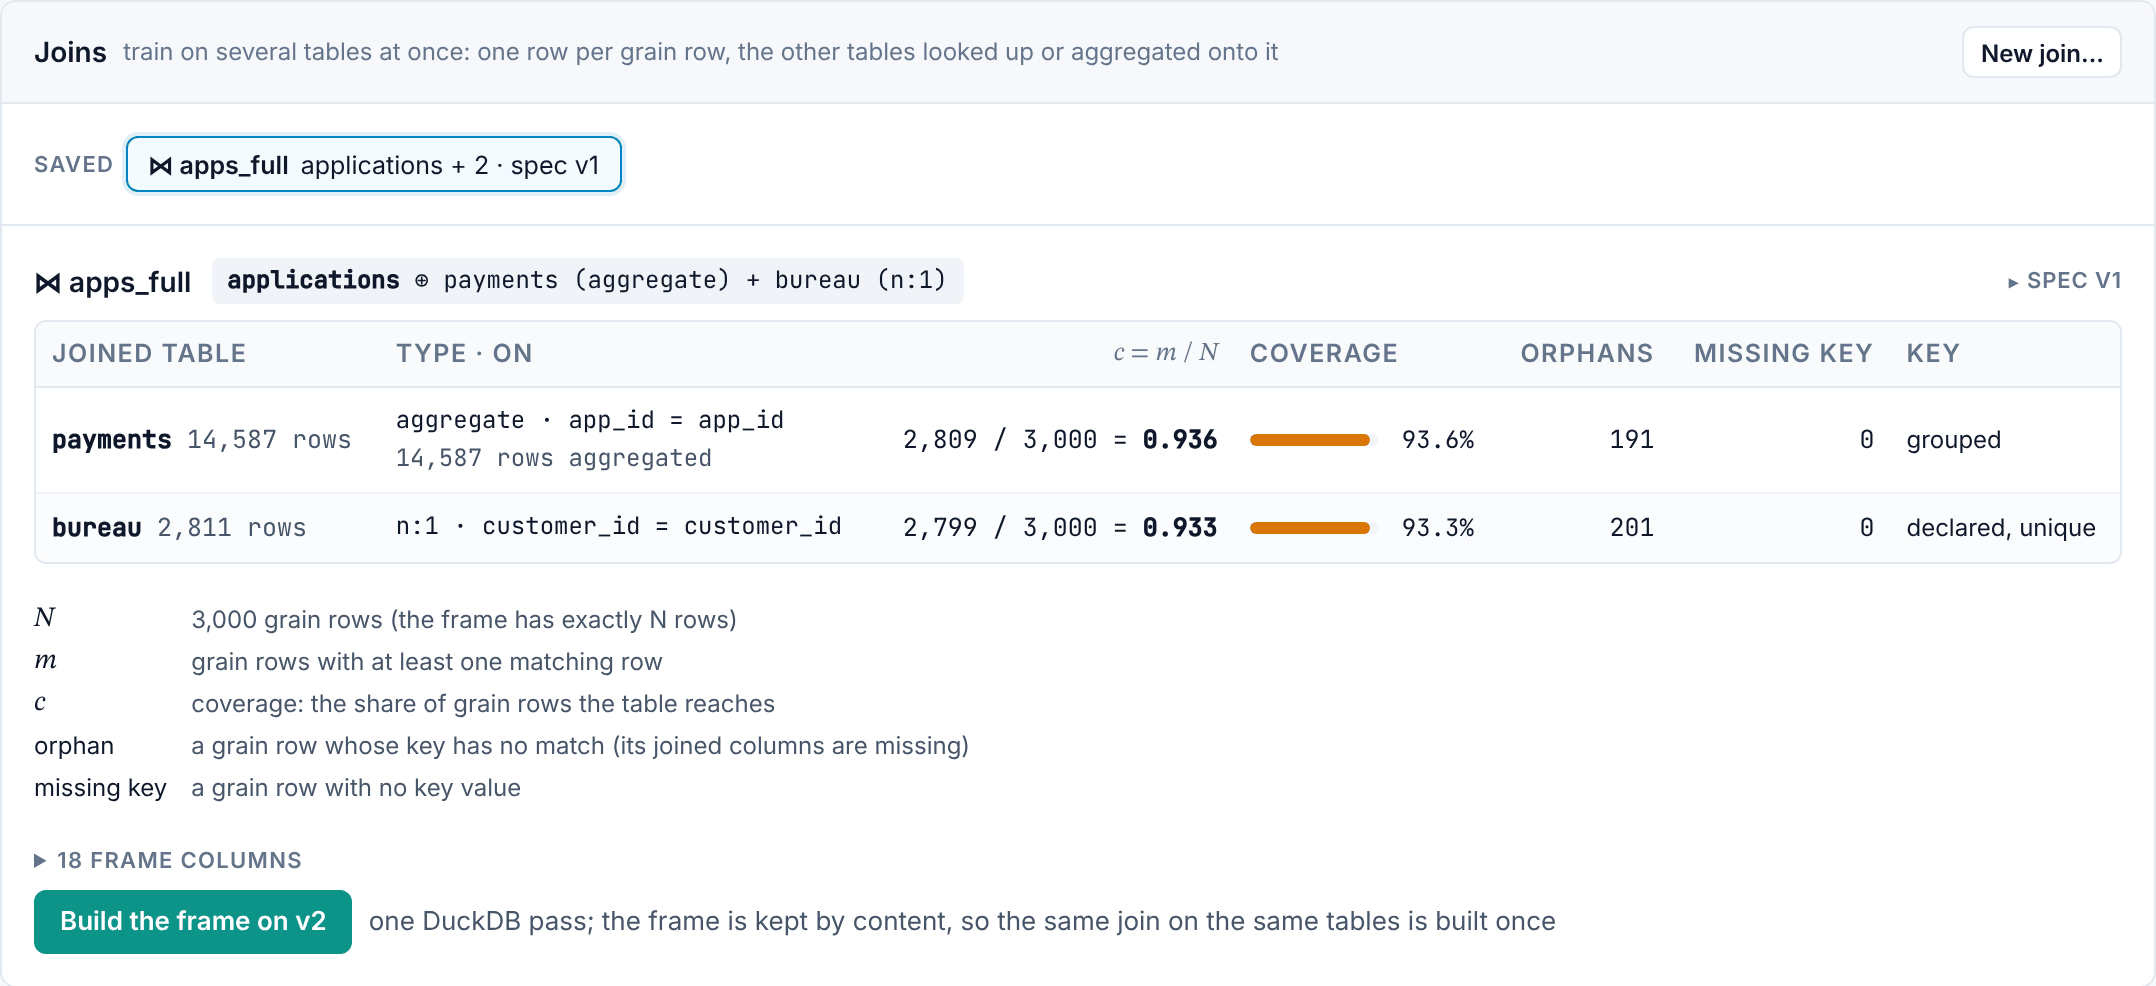 Joins train on several tables at once: one row per grain row, the other tables looked up or aggregated onto it New join...
SAVED ⋈ apps_full applications + 2 · spec v1
⋈ apps_full applications ⊕ payments (aggregate) + bureau (n:1) ▸ SPEC V1
JOINED TABLE TYPE · ON c = m / N COVERAGE ORPHANS MISSING KEY KEY
payments 14,587 rows aggregate · app_id = app_id 2,809 / 3,000 = 0.936 93.6% 191 0 grouped
14,587 rows aggregated
bureau 2,811 rows n:1 · customer_id = customer_id 2,799 / 3,000 = 0.933 93.3% 201 0 declared, unique
N 3,000 grain rows (the frame has exactly N rows)
m grain rows with at least one matching row
c coverage: the share of grain rows the table reaches
orphan a grain row whose key has no match (its joined columns are missing)
missing key a grain row with no key value
▸ 18 FRAME COLUMNS
Build the frame on v2 one DuckDB pass; the frame is kept by content, so the same join on the same tables is built once